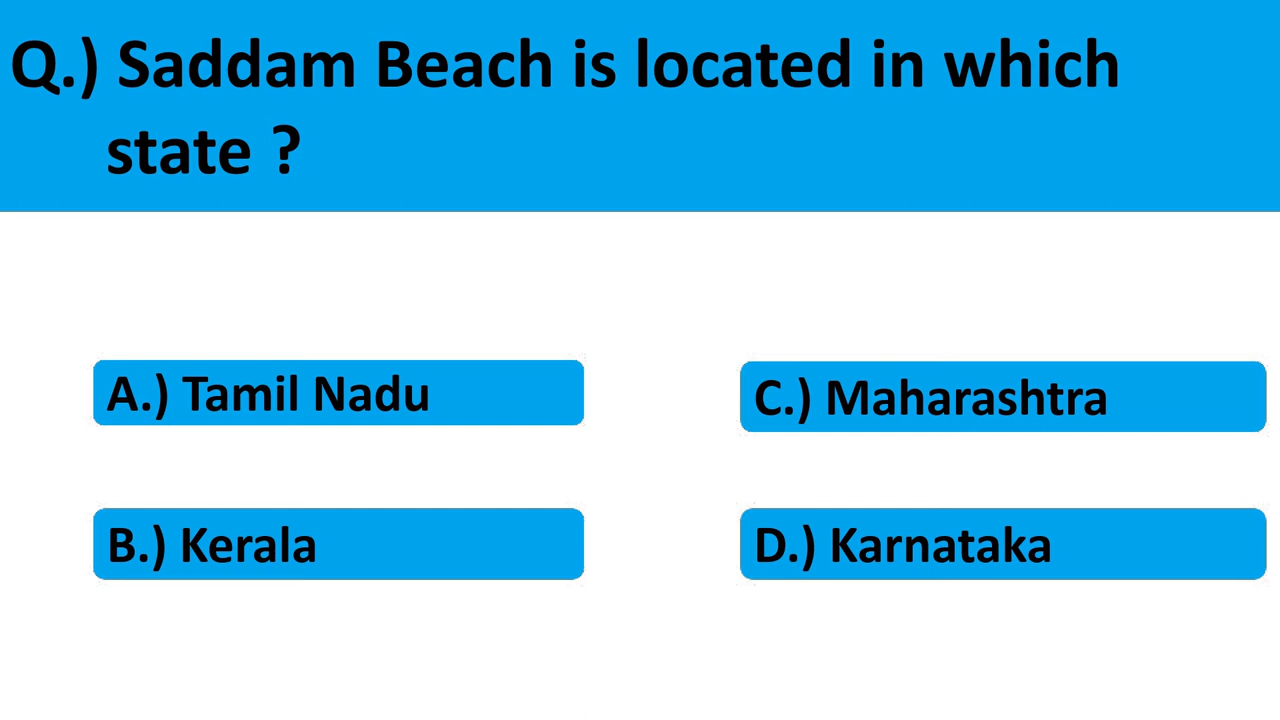 Q.) Saddam Beach is located in which
state ?
A.) Tamil Nadu
B.) Kerala
C.) Maharashtra
D.) Karnataka